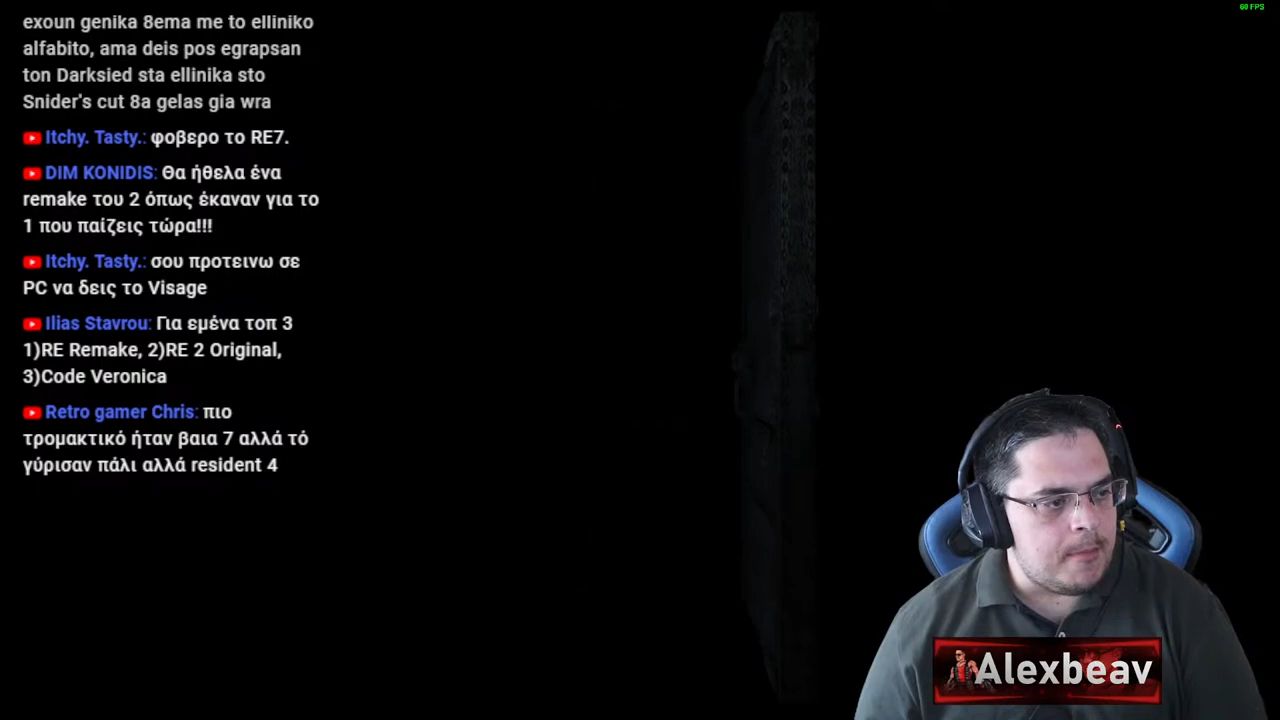 60 FPS
exoun genika 8ema me to elliniko
alfabito, ama deis pos egrapsan
ton Darksied sta ellinika sto
Snider's cut 8a gelas gia wra
Itchy. Tasty.: φοβερο το RE7.
DIM KONIDIS: Θα ήθελα ένα
remake του 2 όπως έκαναν για το
1 που παίζεις τώρα!!!
Itchy. Tasty.: σου προτεινω σε
PC να δεις το Visage
Ilias Stavrou: Για εμένα τοπ 3
1)RE Remake, 2)RE 2 Original,
3)Code Veronica
Retro gamer Chris: πιο
τρομακτικό ήταν βαια 7 αλλά τό
γύρισαν πάλι αλλά resident 4
Alexbeav